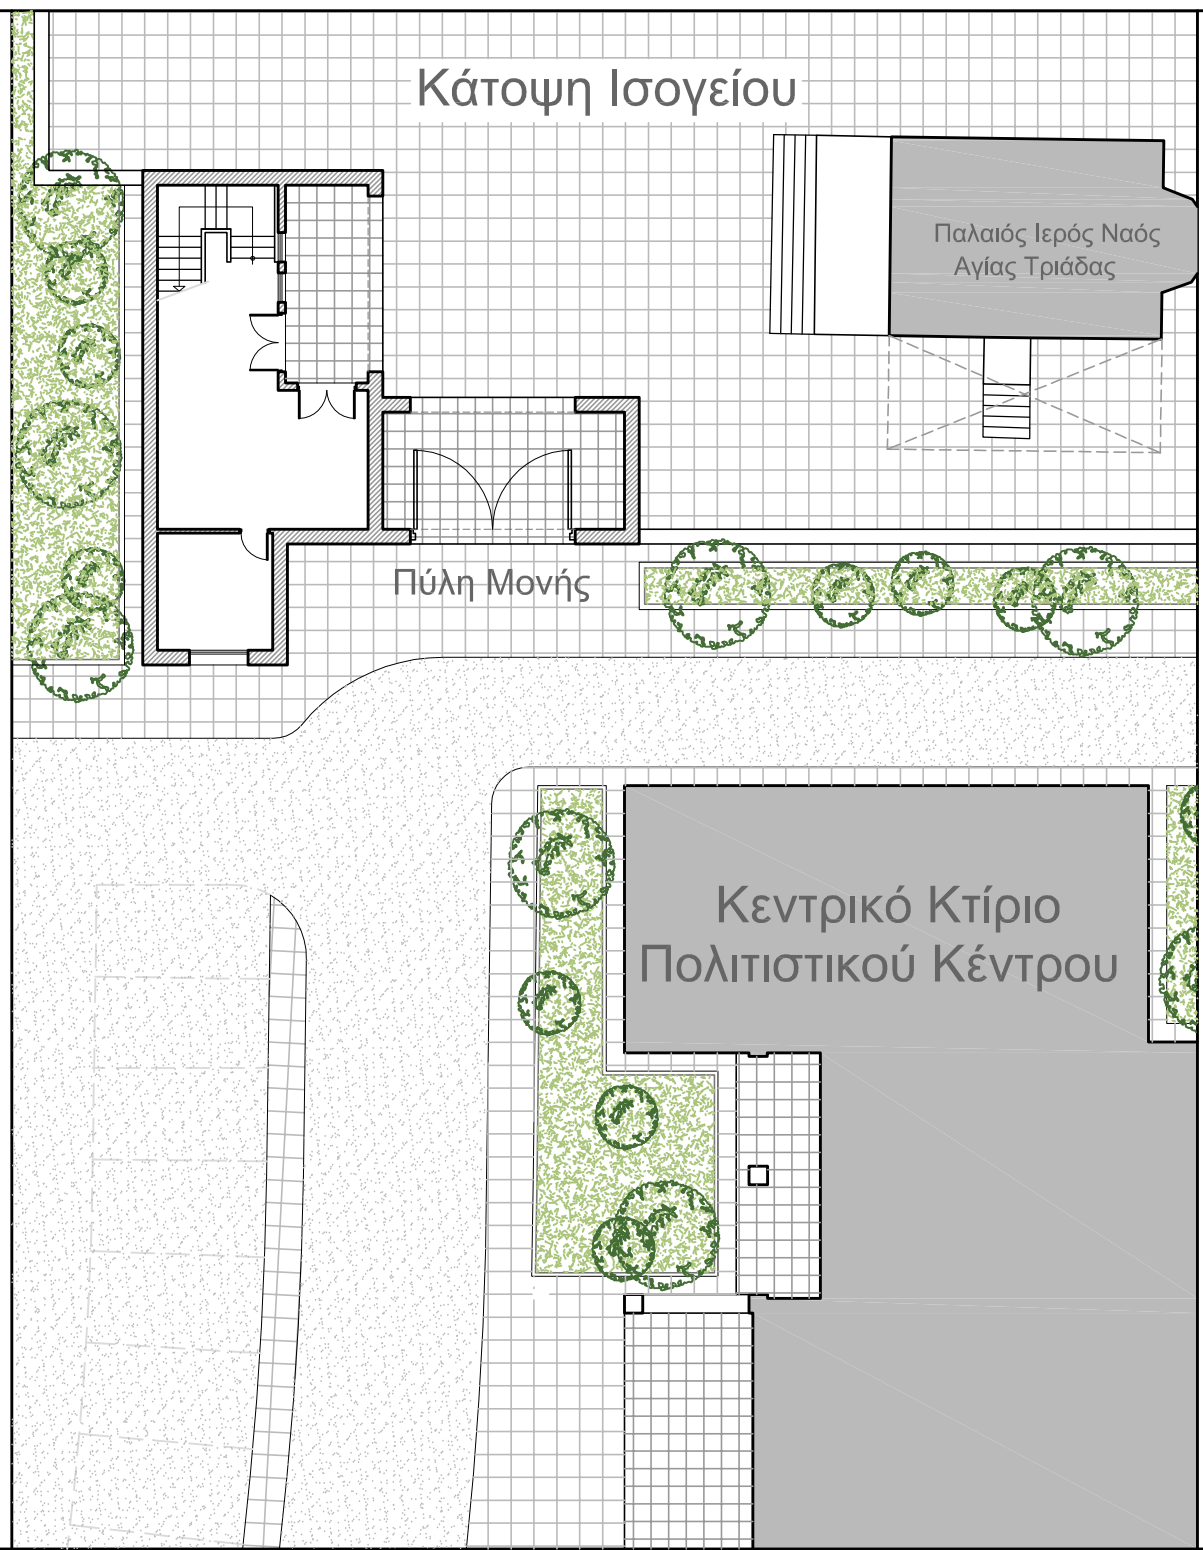 Κάτοψη Ισογείου
Παλαιός Ιερός Ναός
Αγίας Τριάδας
Πύλη Μονής
Κεντρικό Κτίριο
Πολιτιστικού Κέντρου